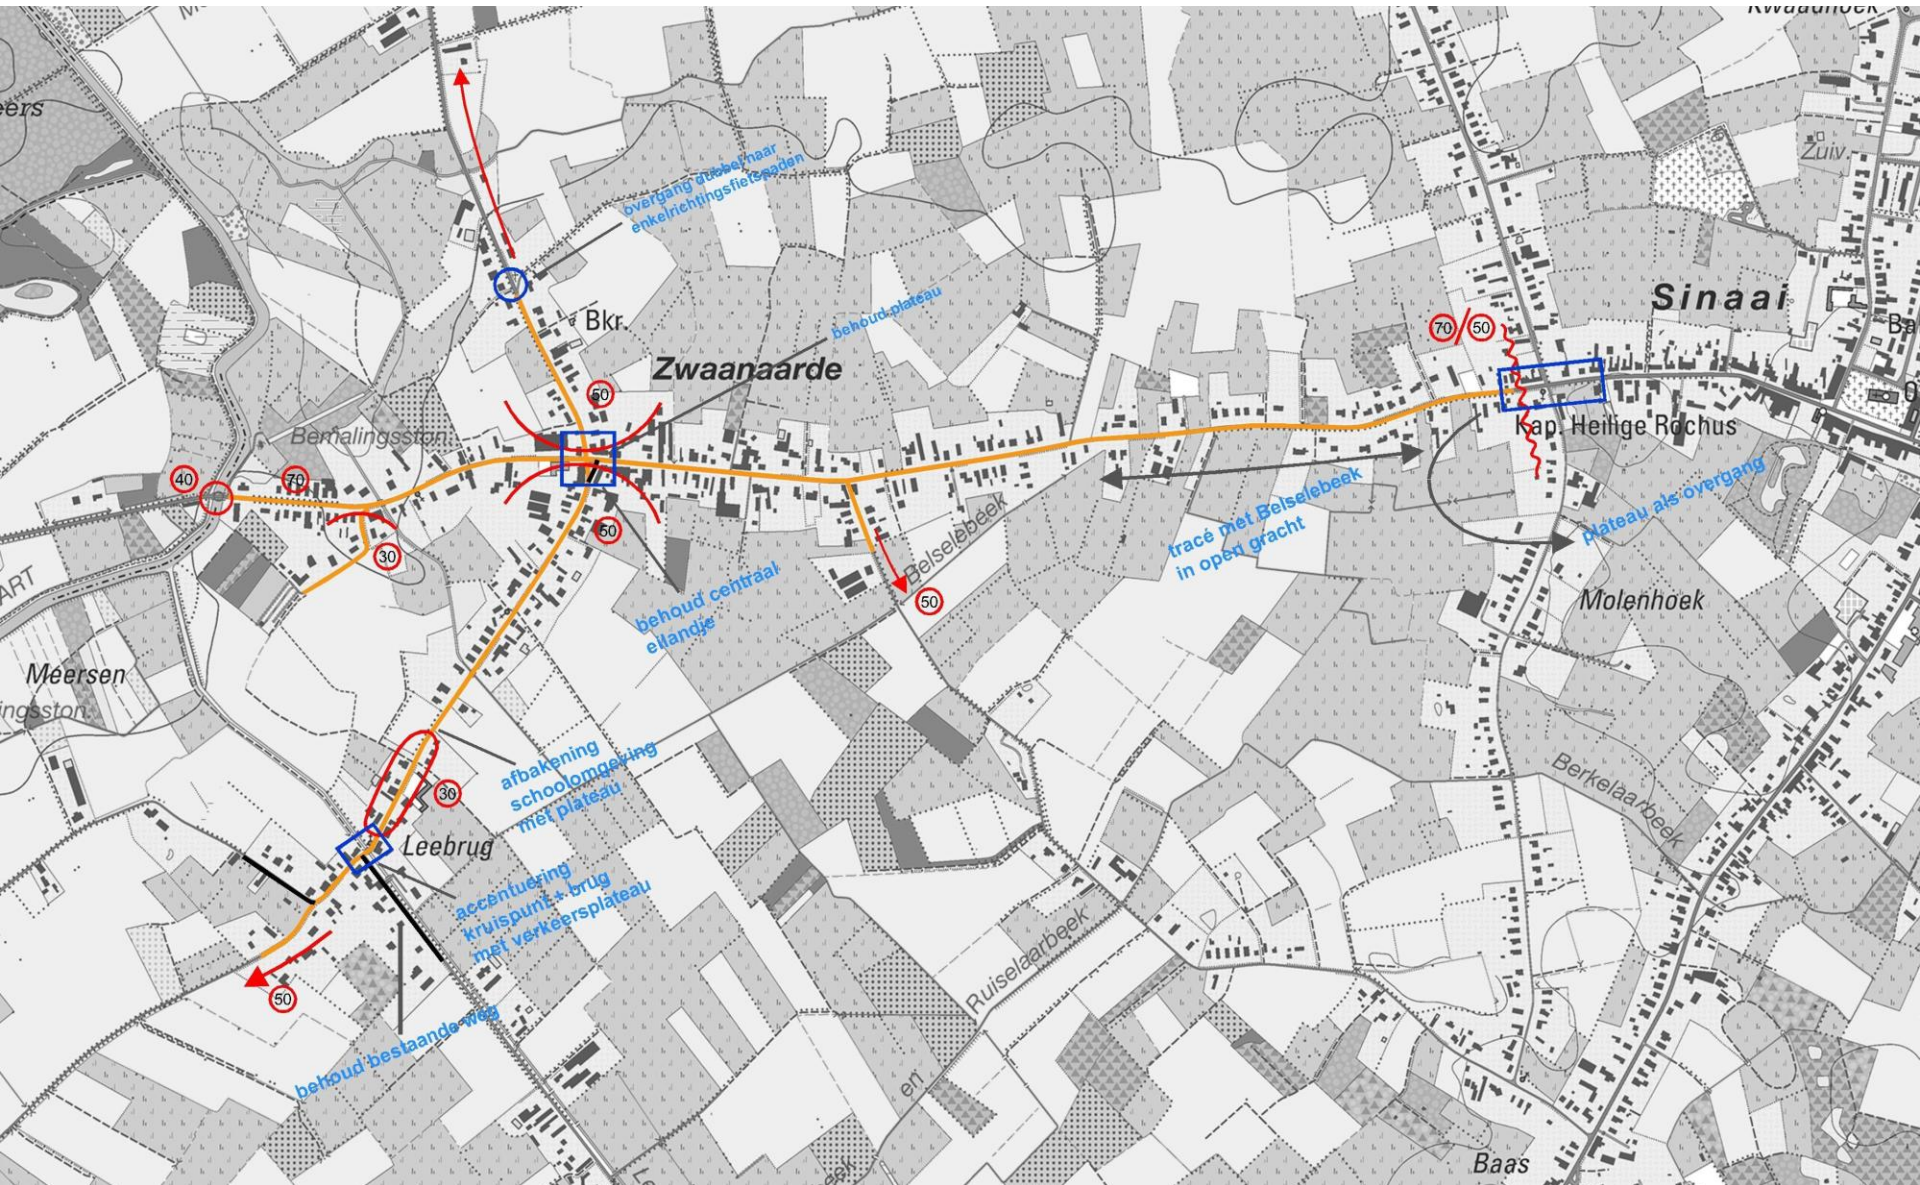 Kwaadhoek
eers
Zuiv.
overgang dubbel naar
enkelrichtingsfietspaden
Sinaai
Ba
Bkr.
behoud plateau
70/50
Zwaanaarde
50
O
Kap. Heilige Rochus
Bemalingsston.
40
70
50
tracé met Belselebeek
in open gracht
plateau als overgang
Belselebeek
30
ART
50
behoud centraal
eilandje
Molenhoek
Meersen
ingsston.
afbakening
schoolomgeving
met plateau
30
Berkelaarbeek
Leebrug
accentuering
kruispunt + brug
met verkeersplateau
Ruiselaarbeek
50
behoud bestaande weg
en
Baas
eek
Le